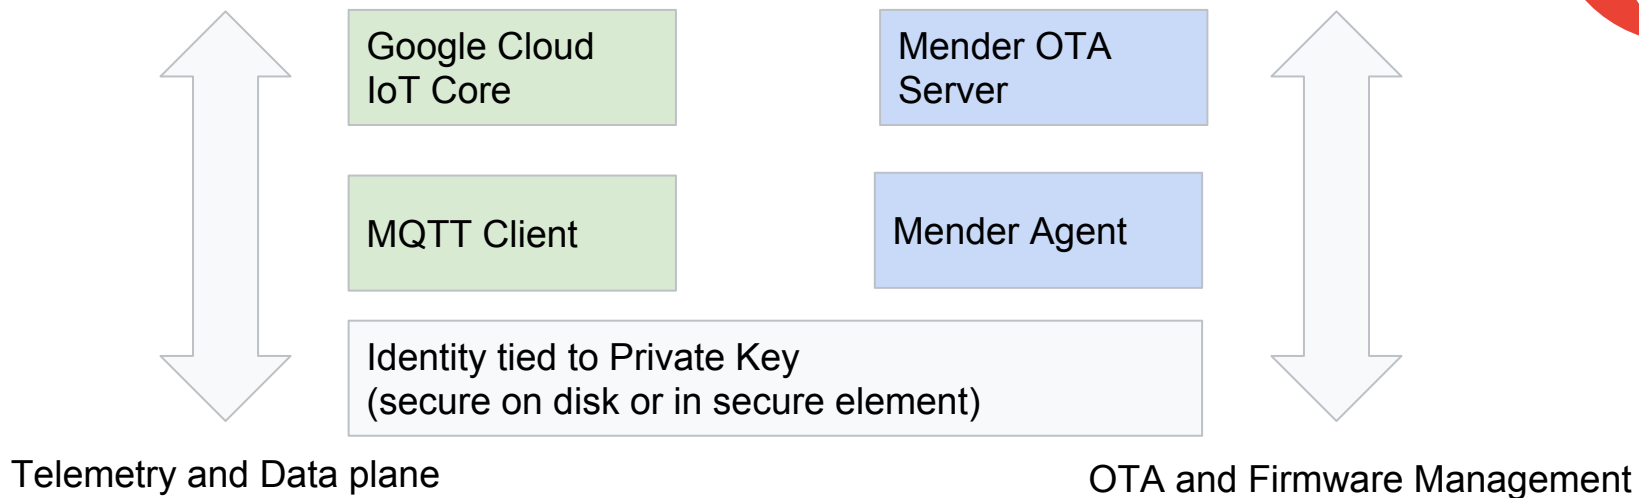 Google Cloud
IoT Core
Mender OTA
Server
MQTT Client
Mender Agent
Identity tied to Private Key
(secure on disk or in secure element)
Telemetry and Data plane
OTA and Firmware Management